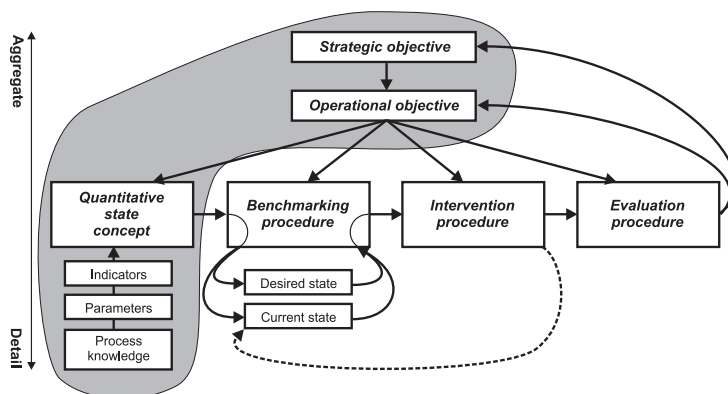 Aggregate
Detail
Strategic objective
Operational objective
Quantitative
state
concept
Benchmarking
procedure
Intervention
procedure
Evaluation
procedure
Indicators
Parameters
Process
knowledge
Desired state
Current state